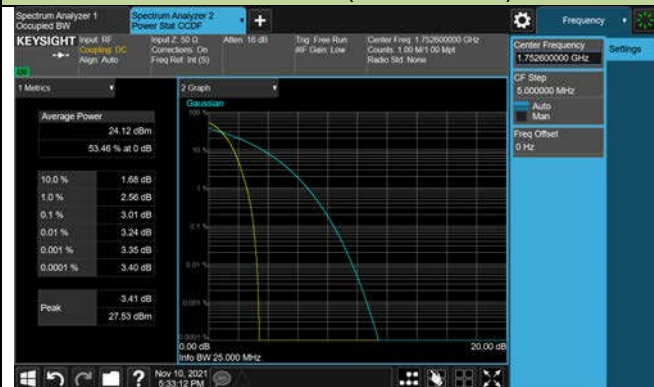 Spectrum Analyzer 1
Occupied BW
Spectrum Analyzer 2
Power Stat CCDF
+
Frequency
KEYSIGHT
Input: RF
Coupling: DC
Align: Auto
Input Z: 50 Ω
Corrections: On
Freq Ref: Int (S)
Atten: 16 dB
Trig: Free Run
#IF Gain: Low
Center Freq: 1.752600000 GHz
Counts: 1.00 M/1.00 Mpt
Radio Std: None
Center Frequency
1.752600000 GHz
Settings
CF Step
5.000000 MHz
Auto
Man
Freq Offset
0 Hz
1 Metrics
2 Graph
Gaussian
Average Power
24.12 dBm
53.46 % at 0 dB
10.0 % 1.68 dB
1.0 % 2.56 dB
0.1 % 3.01 dB
0.01 % 3.24 dB
0.001 % 3.35 dB
0.0001 % 3.40 dB
Peak
3.41 dB
27.53 dBm
100 %
10 %
1 %
0.1 %
0.01 %
0.001 %
0.0001 %
0.00 dB
20.00 dB
Info BW 25.000 MHz
Nov 10, 2021
5:33:12 PM